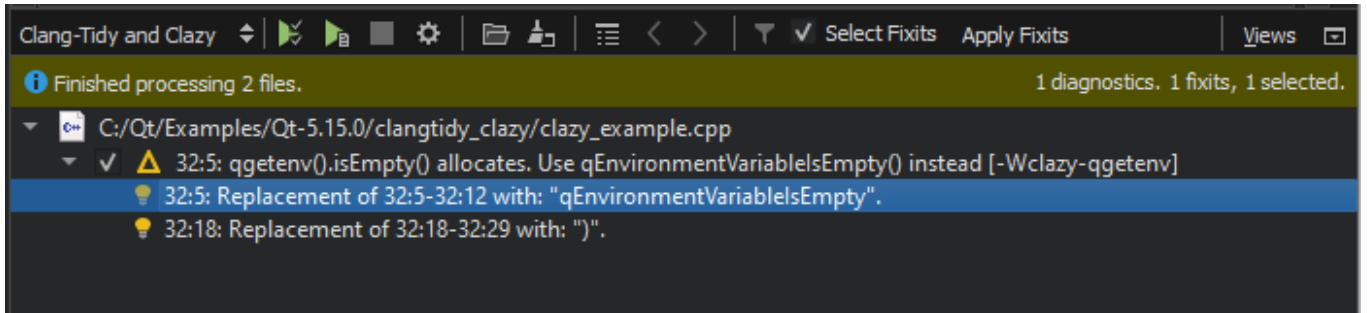 Clang-Tidy and Clazy Select Fixits Apply Fixits Views
Finished processing 2 files. 1 diagnostics. 1 fixits, 1 selected.
C:/Qt/Examples/Qt-5.15.0/clangtidy_clazy/clazy_example.cpp
32:5: qgetenv().isEmpty() allocates. Use qEnvironmentVariableIsEmpty() instead [-Wclazy-qgetenv]
32:5: Replacement of 32:5-32:12 with: "qEnvironmentVariableIsEmpty".
32:18: Replacement of 32:18-32:29 with: ")".